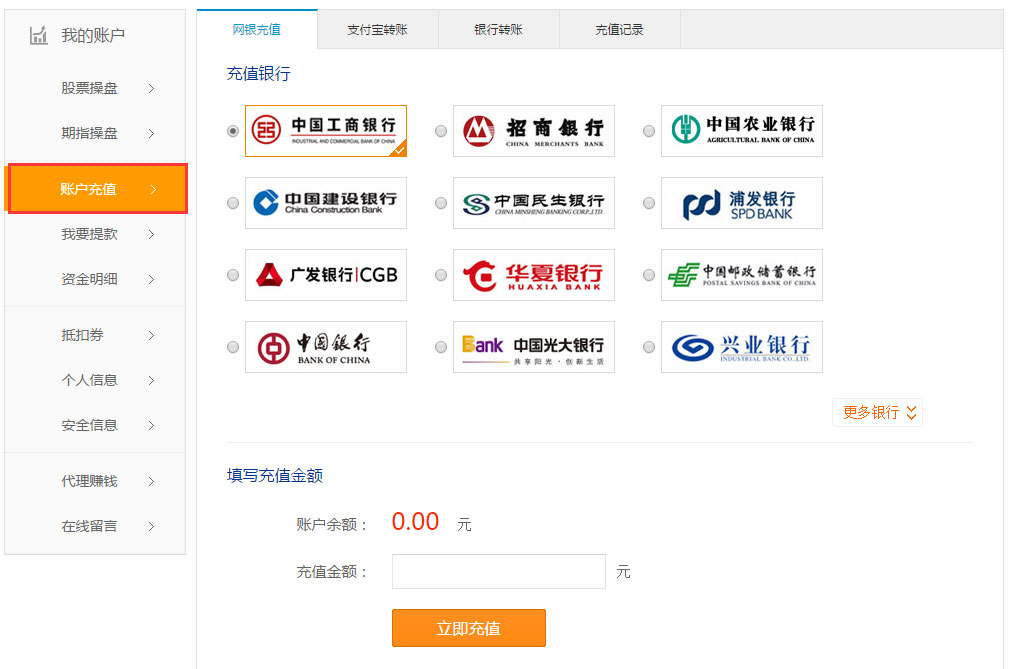 我的账户
股票操盘
期指操盘
账户充值
我要提款
资金明细
抵扣券
个人信息
安全信息
代理赚钱
在线留言
网银充值 支付宝转账 银行转账 充值记录
充值银行
中国工商银行
INDUSTRIAL AND COMMERCIAL BANK OF CHINA
招商银行
CHINA MERCHANTS BANK
中国农业银行
AGRICULTURAL BANK OF CHINA
中国建设银行
China Construction Bank
中国民生银行
CHINA MINSHENG BANKING CORP.,LTD.
浦发银行
SPD BANK
广发银行|CGB
华夏银行
HUAXIA BANK
中国邮政储蓄银行
POSTAL SAVINGS BANK OF CHINA
中国银行
BANK OF CHINA
Bank 中国光大银行
共享阳光·创新生活
兴业银行
INDUSTRIAL BANK CO.,LTD.
更多银行
填写充值金额
账户余额: 0.00 元
充值金额: 元
立即充值